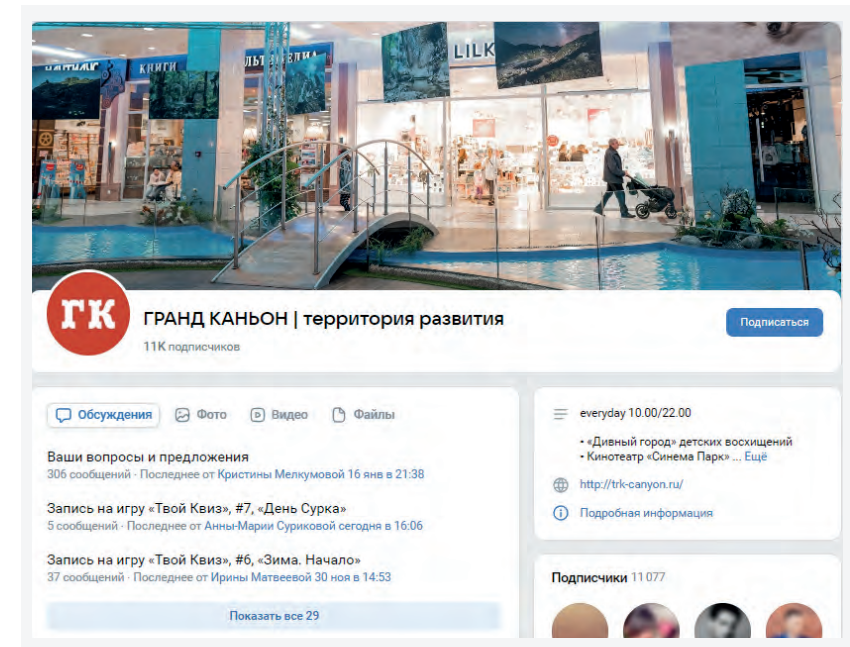 КНИГИ
LILK
ГК
ГРАНД КАНЬОН | территория развития
11K подписчиков
Подписаться
Обсуждения Фото Видео Файлы
Ваши вопросы и предложения
306 сообщений · Последнее от Кристины Мелкумовой 16 янв в 21:38
Запись на игру «Твой Квиз», #7, «День Сурка»
5 сообщений · Последнее от Анны-Марии Суриковой сегодня в 16:06
Запись на игру «Твой Квиз», #6, «Зима. Начало»
37 сообщений · Последнее от Ирины Матвеевой 30 ноя в 14:53
Показать все 29
everyday 10.00/22.00
• «Дивный город» детских восхищений
• Кинотеатр «Синема Парк» ... Ещё
http://trk-canyon.ru/
Подробная информация
Подписчики 11 077